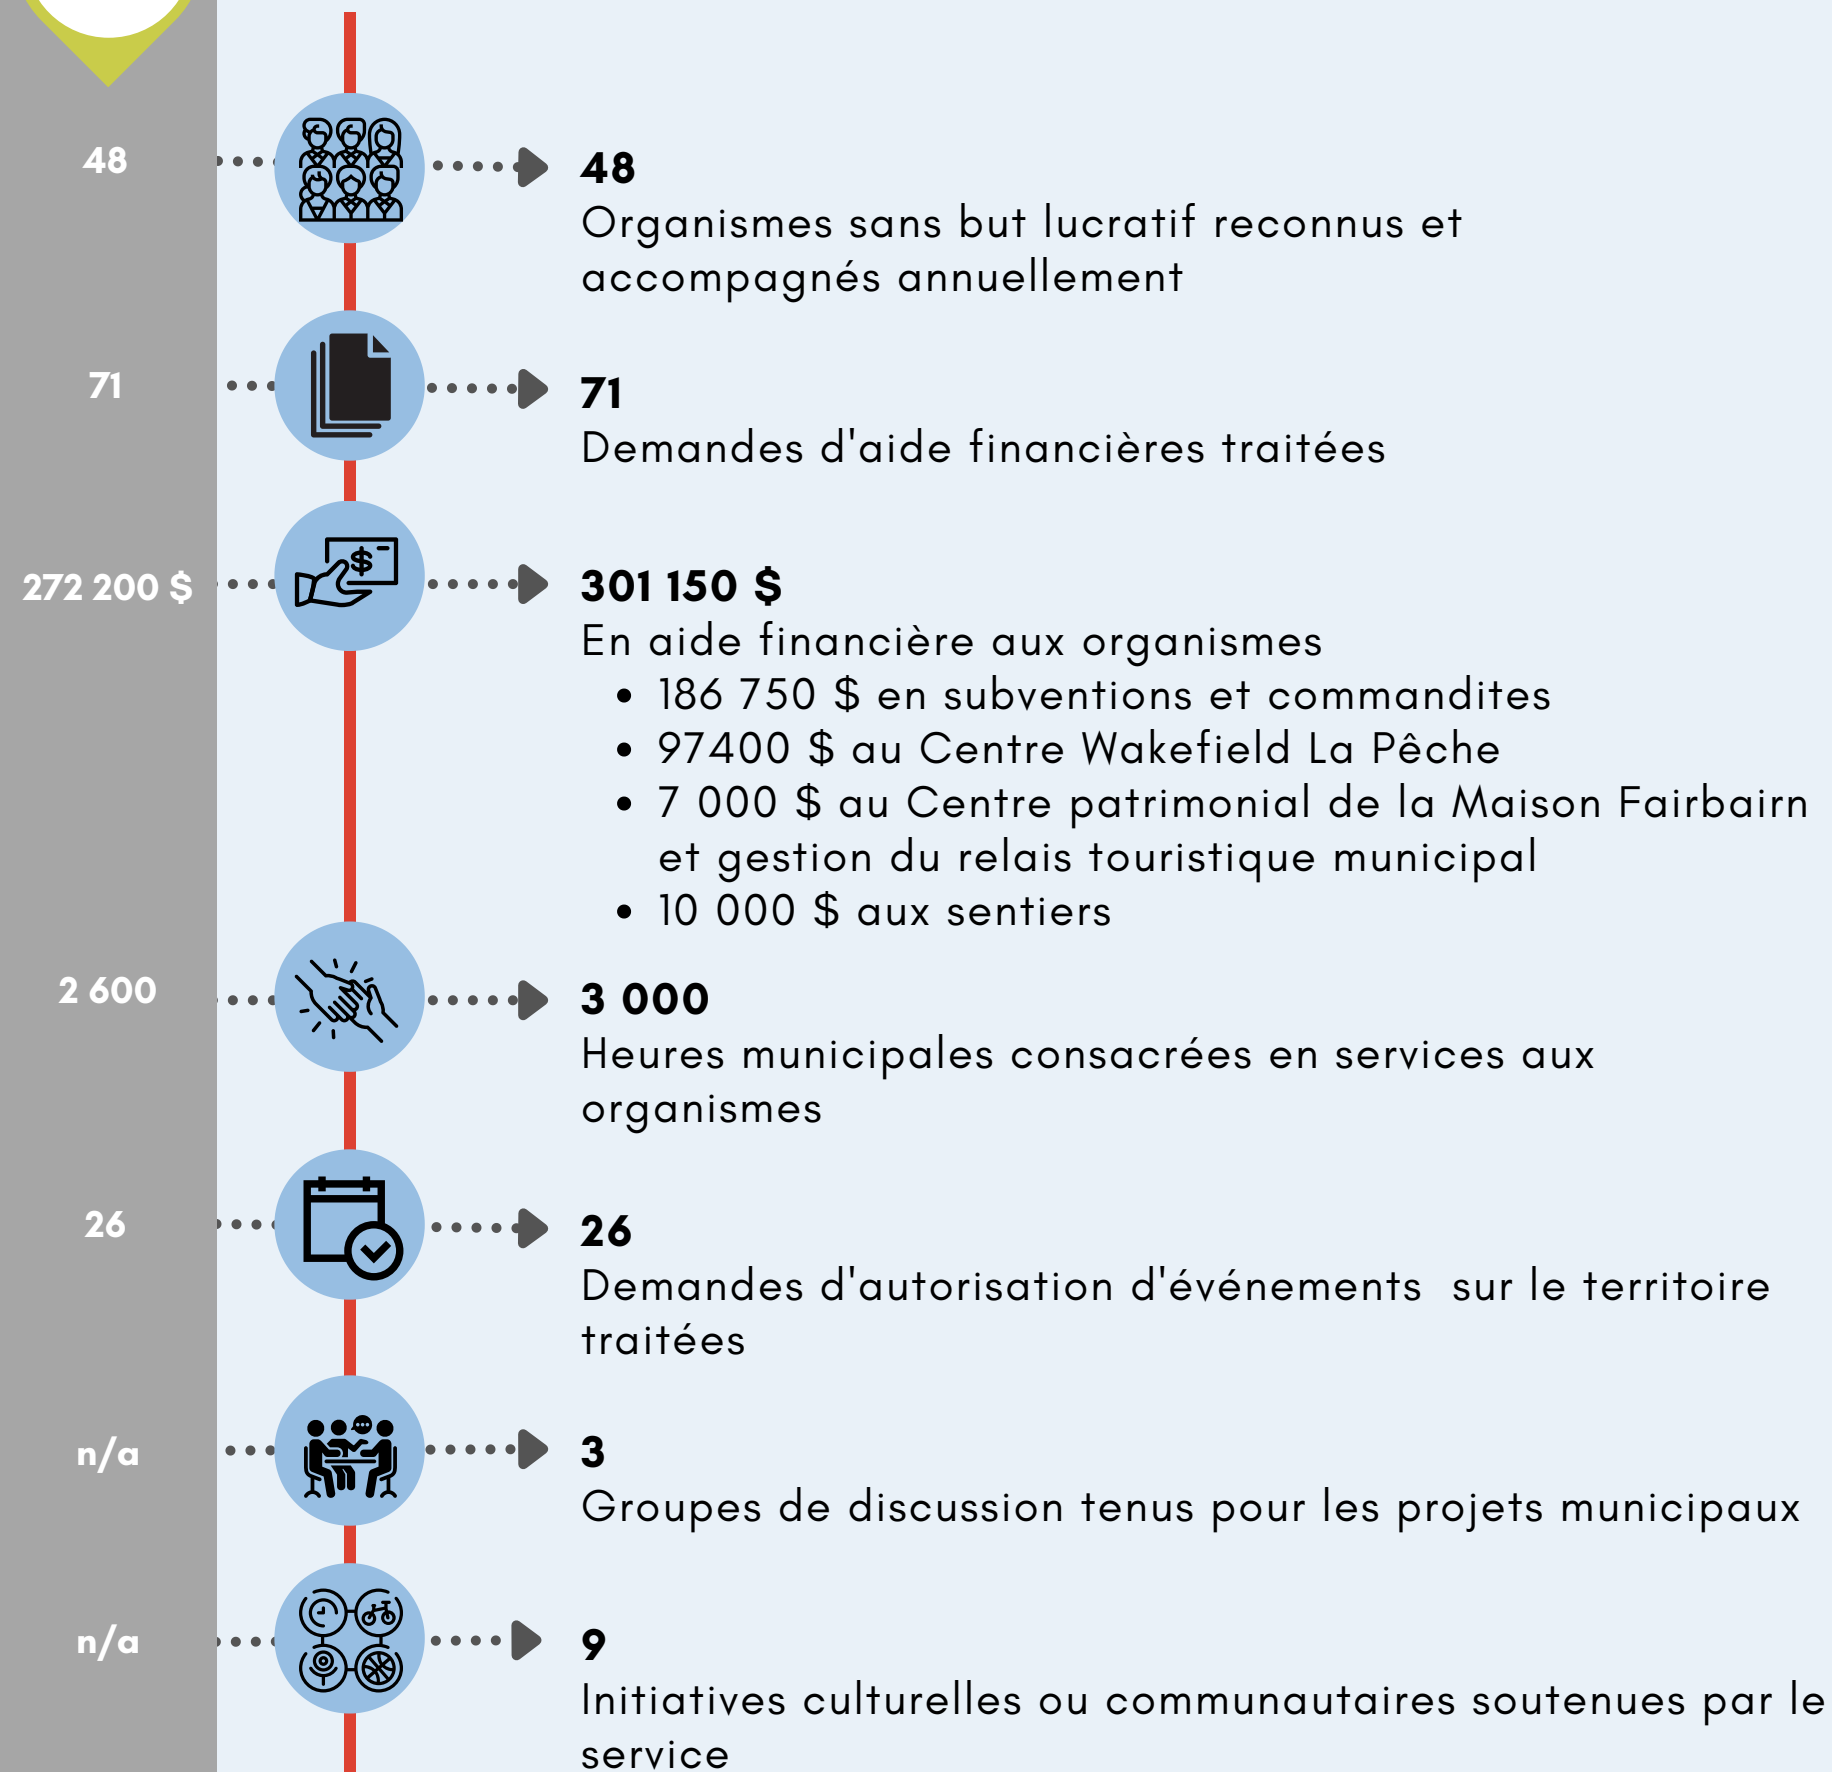 48
48
Organismes sans but lucratif reconnus et
accompagnés annuellement
71
71
Demandes d'aide financières traitées
272 200 $
301 150 $
En aide financière aux organismes
• 186 750 $ en subventions et commandites
• 97400 $ au Centre Wakefield La Pêche
• 7 000 $ au Centre patrimonial de la Maison Fairbairn
et gestion du relais touristique municipal
• 10 000 $ aux sentiers
2 600
3 000
Heures municipales consacrées en services aux
organismes
26
26
Demandes d'autorisation d'événements  sur le territoire
traitées
n/a
3
Groupes de discussion tenus pour les projets municipaux
n/a
9
Initiatives culturelles ou communautaires soutenues par le
service